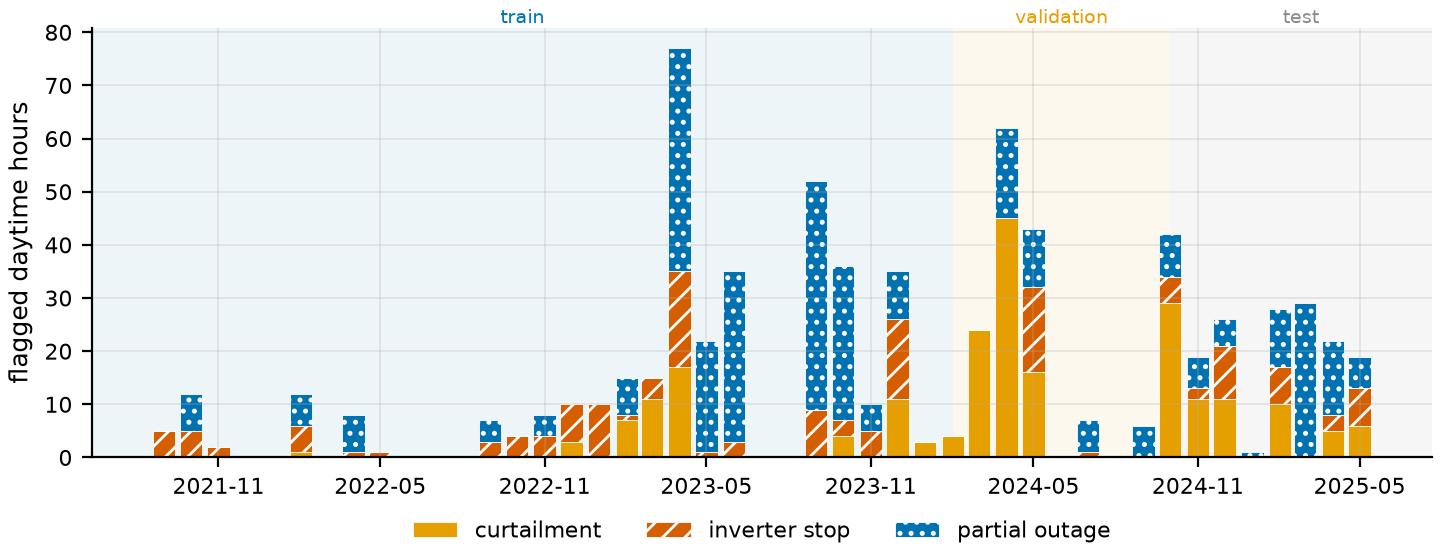 train validation test
flagged daytime hours
80
70
60
50
40
30
20
10
0
2021-11 2022-05 2022-11 2023-05 2023-11 2024-05 2024-11 2025-05
curtailment inverter stop partial outage